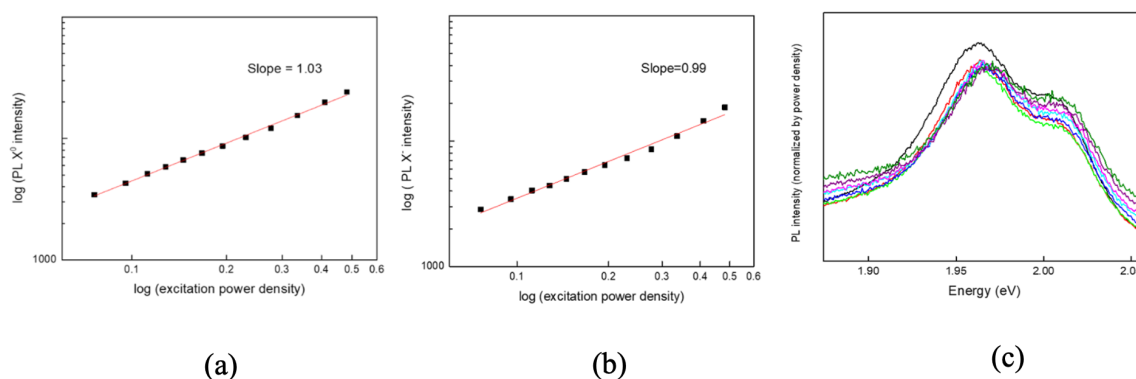 Slope = 1.03
log (PL X⁰ intensity)
1000
0.1 0.2 0.3 0.4 0.5 0.6
log (excitation power density)
(a)
Slope=0.99
log ( PL X⁻ intensity)
1000
0.1 0.2 0.3 0.4 0.5 0.6
log (excitation power density)
(b)
PL intensity (normalized by power density)
1.90 1.95 2.00
Energy (eV)
(c)